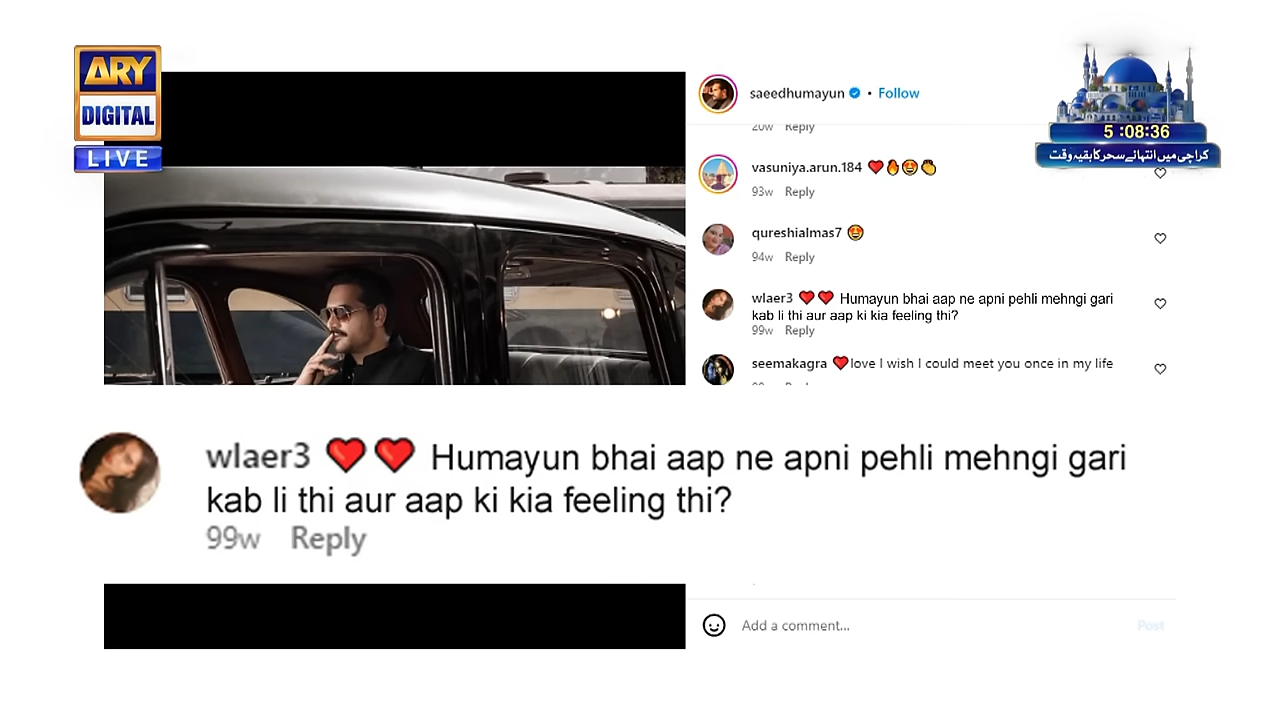 ARY
DIGITAL
LIVE
saeedhumayun • Follow
5 :08:36
کراچی میں انتہائے سحر کا بقیہ وقت
20w Reply
vasuniya.arun.184 ❤️🔥😍👏
93w Reply
qureshialmas7 😍
94w Reply
wlaer3 ❤️❤️ Humayun bhai aap ne apni pehli mehngi gari
kab li thi aur aap ki kia feeling thi?
99w Reply
seemakagra ❤️love I wish I could meet you once in my life
wlaer3 ❤️❤️ Humayun bhai aap ne apni pehli mehngi gari
kab li thi aur aap ki kia feeling thi?
99w Reply
Add a comment...
Post